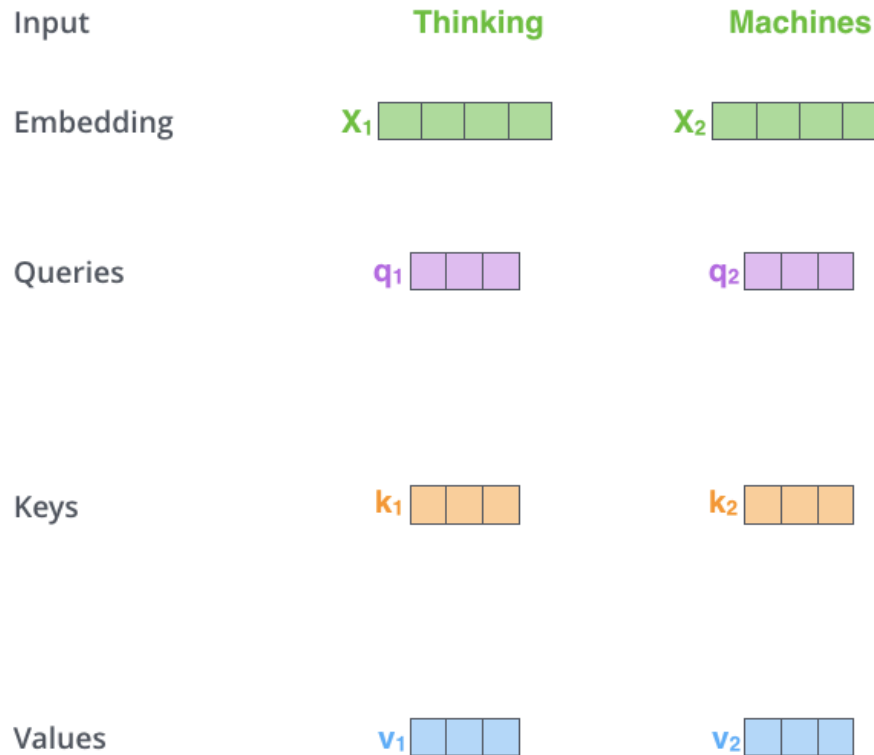 Input Thinking Machines
Embedding X₁ X₂
Queries q₁ q₂
Keys k₁ k₂
Values v₁ v₂